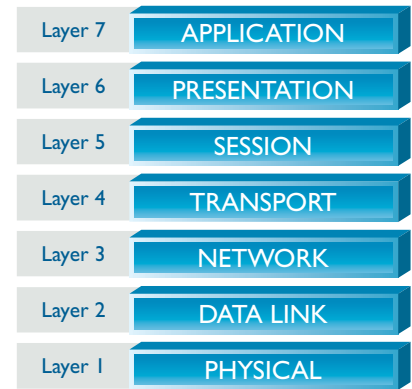 Layer 7 APPLICATION
Layer 6 PRESENTATION
Layer 5 SESSION
Layer 4 TRANSPORT
Layer 3 NETWORK
Layer 2 DATA LINK
Layer 1 PHYSICAL